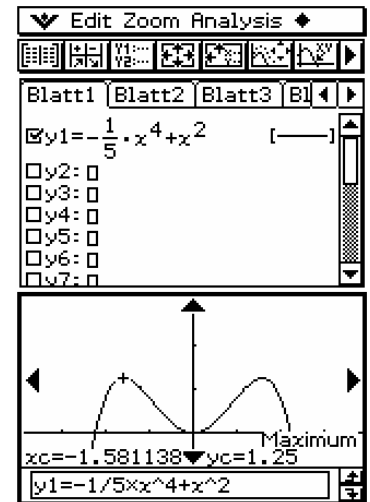 Edit Zoom Analysis
Blatt1 Blatt2 Blatt3 Bl
y1=-1/5·x^4+x^2 [—]
y2:
y3:
y4:
y5:
y6:
y7:
Maximum
xc=-1.581138 yc=1.25
y1=-1/5×x^4+x^2